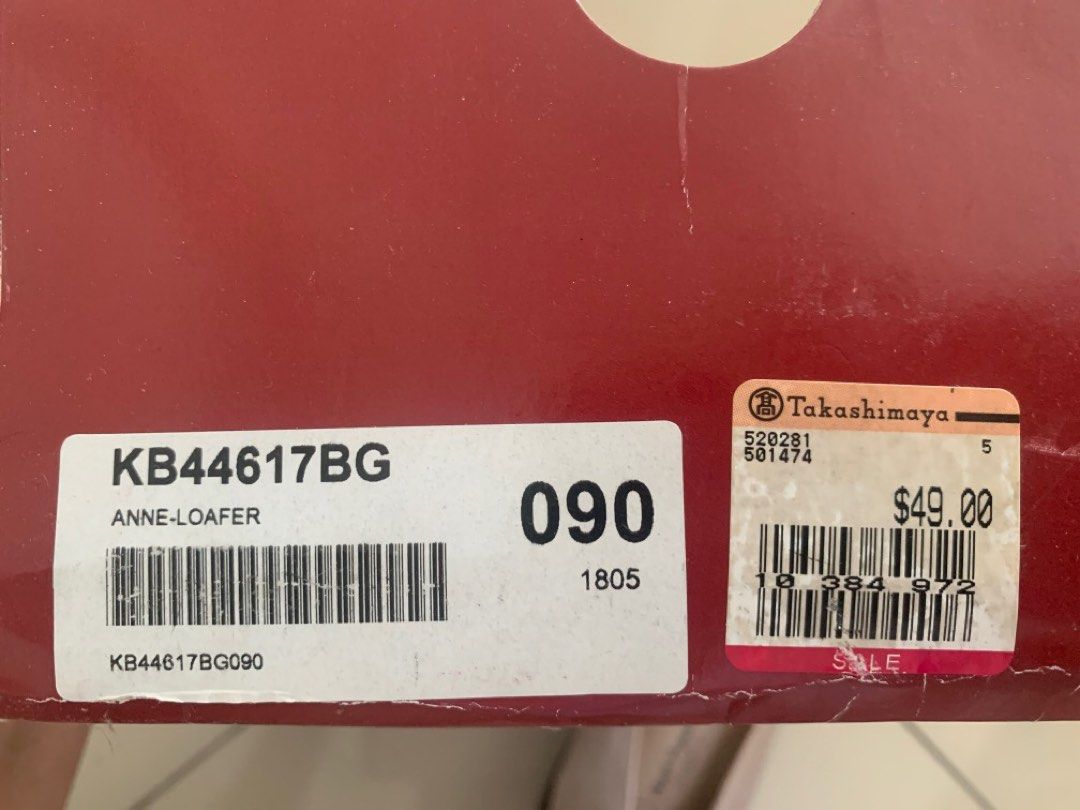 KB44617BG
ANNE-LOAFER
090
1805
KB44617BG090
髙 Takashimaya
520281 5
501474
$49.00
10 384 972
SALE